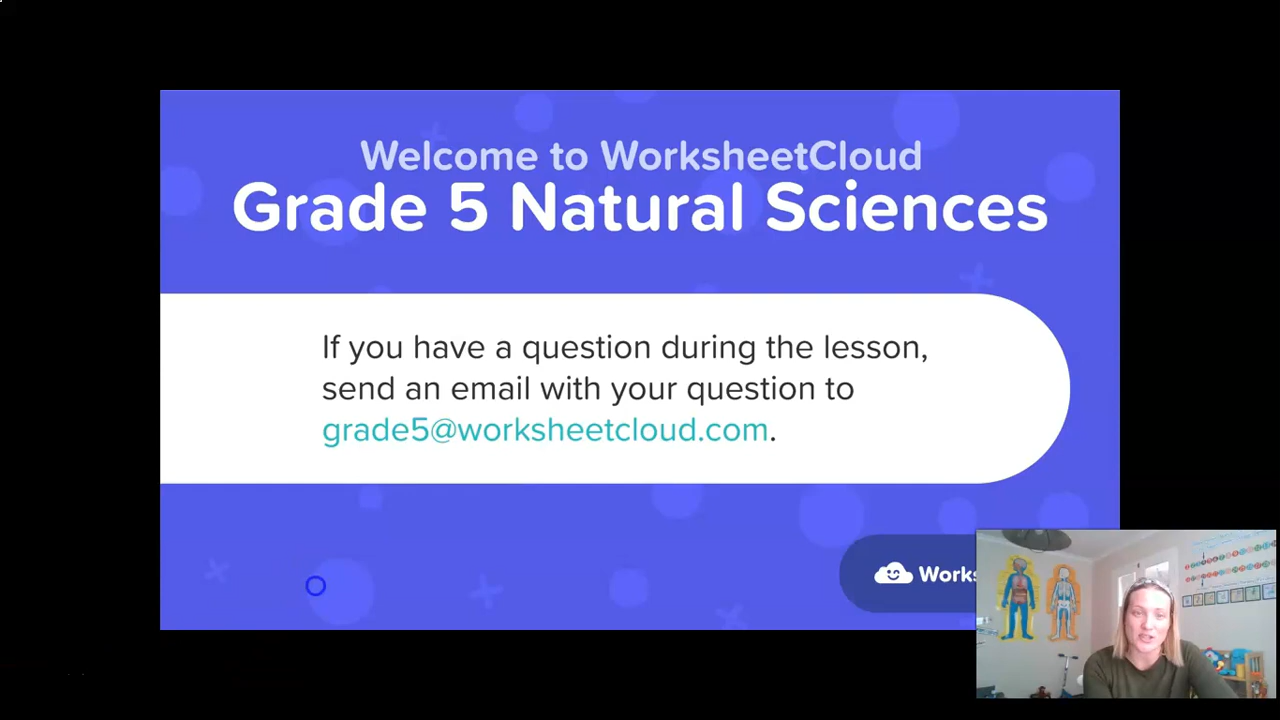 Welcome to WorksheetCloud
Grade 5 Natural Sciences
If you have a question during the lesson,
send an email with your question to
grade5@worksheetcloud.com.
Works